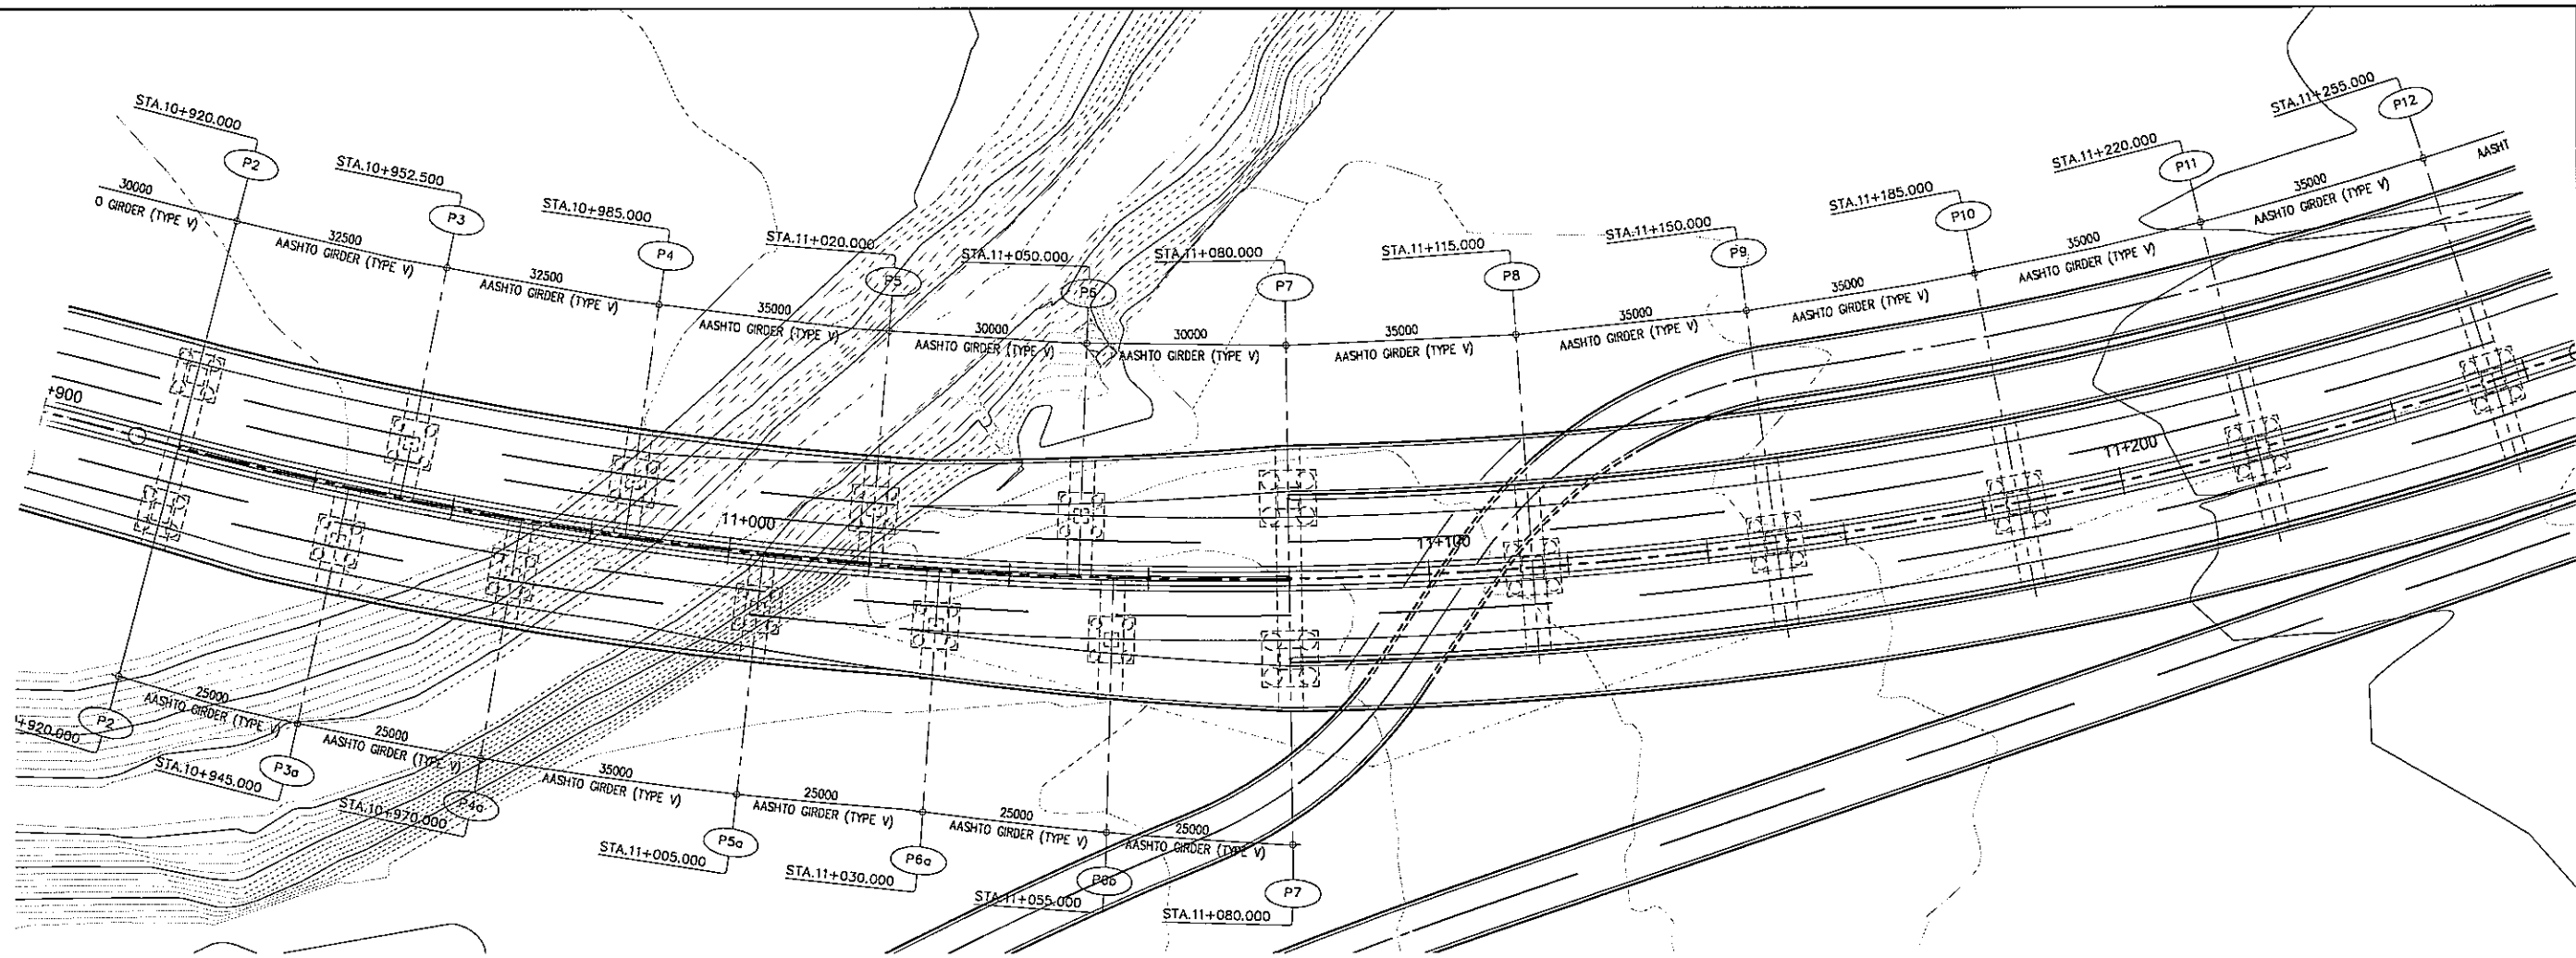 STA.10+920.000
P2
STA.10+952.500
P3
STA.10+985.000
P4
STA.11+020.000
P5
STA.11+050.000
P6
STA.11+080.000
P7
STA.11+115.000
P8
STA.11+150.000
P9
STA.11+185.000
P10
STA.11+220.000
P11
STA.11+255.000
P12
30000
O GIRDER (TYPE V)
32500
AASHTO GIRDER (TYPE V)
32500
AASHTO GIRDER (TYPE V)
35000
AASHTO GIRDER (TYPE V)
30000
AASHTO GIRDER (TYPE V)
30000
AASHTO GIRDER (TYPE V)
35000
AASHTO GIRDER (TYPE V)
35000
AASHTO GIRDER (TYPE V)
35000
AASHTO GIRDER (TYPE V)
35000
AASHTO GIRDER (TYPE V)
35000
AASHTO GIRDER (TYPE V)
AASHT
+900
11+000
11+100
11+200
25000
AASHTO GIRDER (TYPE V)
25000
AASHTO GIRDER (TYPE V)
35000
AASHTO GIRDER (TYPE V)
25000
AASHTO GIRDER (TYPE V)
25000
AASHTO GIRDER (TYPE V)
25000
AASHTO GIRDER (TYPE V)
P2
+920.000
P3a
STA.10+945.000
P4a
STA.10+970.000
P5a
STA.11+005.000
P6a
STA.11+030.000
P6b
STA.11+055.000
P7
STA.11+080.000